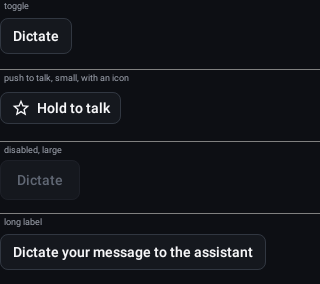 toggle
Dictate
push to talk, small, with an icon
Hold to talk
disabled, large
Dictate
long label
Dictate your message to the assistant